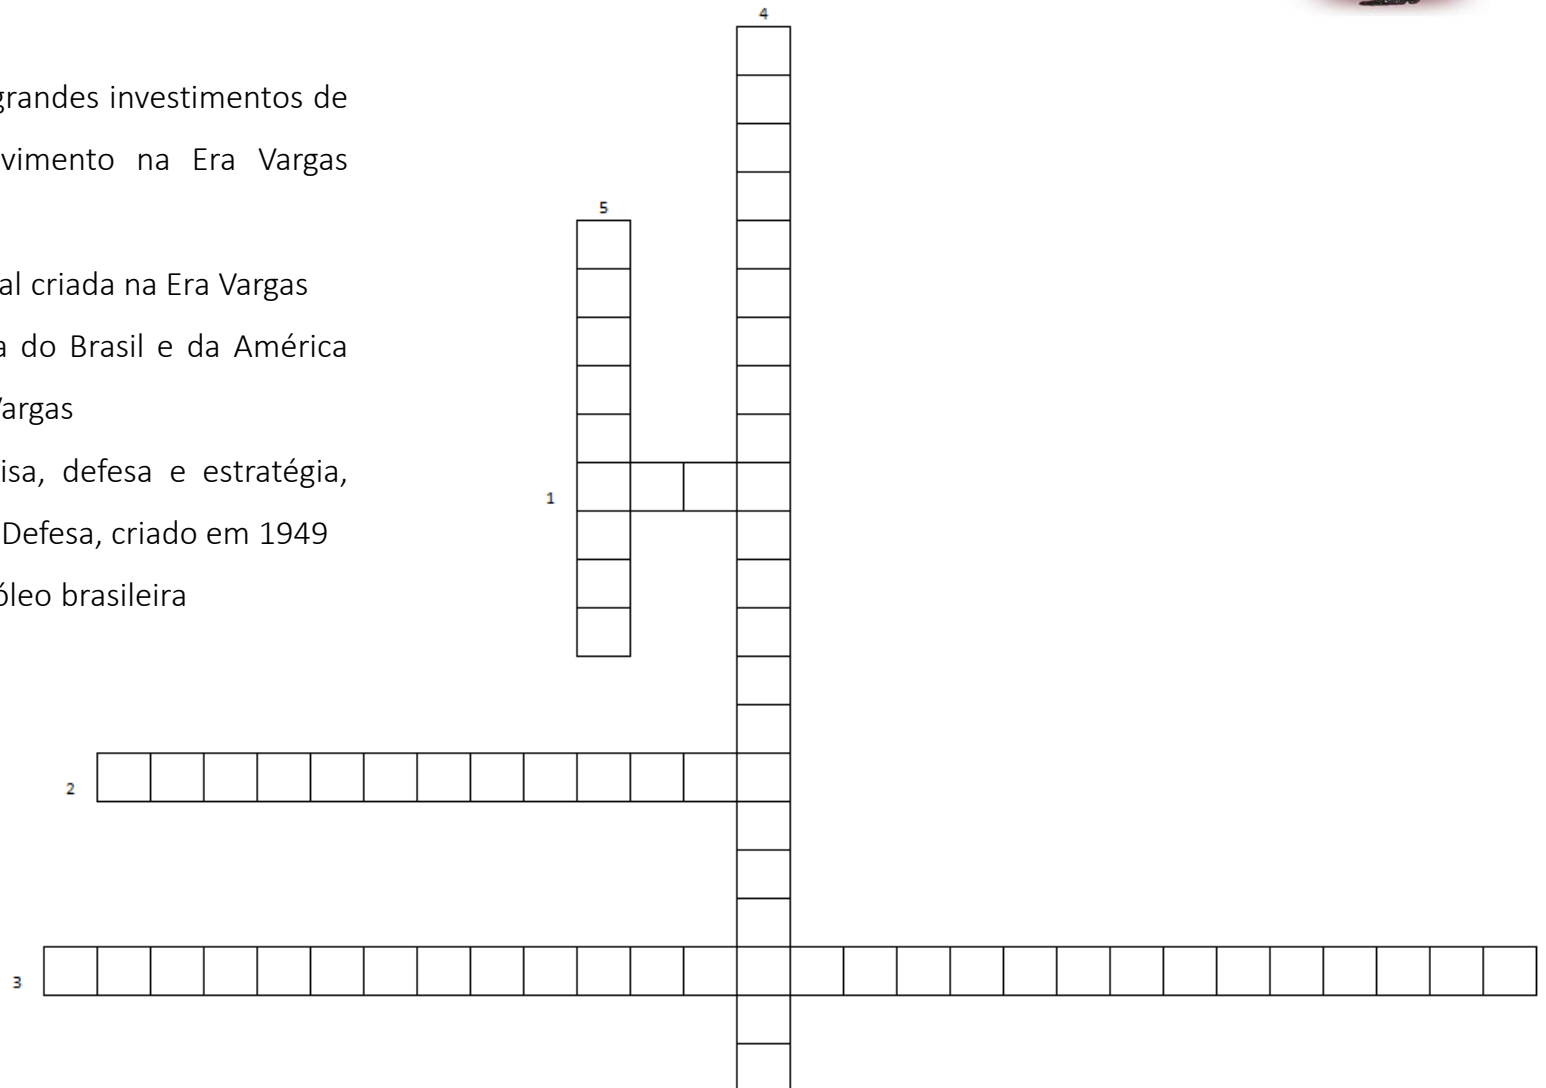 4
grandes investimentos de
vimento na Era Vargas
5
al criada na Era Vargas
a do Brasil e da América
Vargas
isa, defesa e estratégia,
1
Defesa, criado em 1949
óleo brasileira
2
3